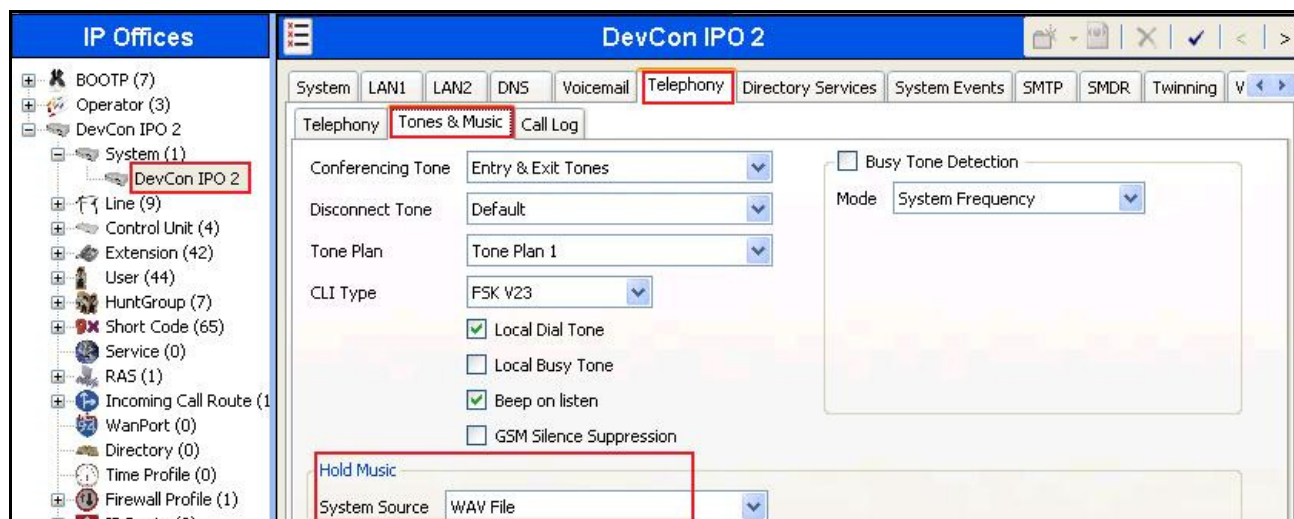 IP Offices
BOOTP (7)
Operator (3)
DevCon IPO 2
System (1)
DevCon IPO 2
Line (9)
Control Unit (4)
Extension (42)
User (44)
HuntGroup (7)
Short Code (65)
Service (0)
RAS (1)
Incoming Call Route (1
WanPort (0)
Directory (0)
Time Profile (0)
Firewall Profile (1)
DevCon IPO 2
System LAN1 LAN2 DNS Voicemail Telephony Directory Services System Events SMTP SMDR Twinning V
Telephony Tones & Music Call Log
Conferencing Tone Entry & Exit Tones
Disconnect Tone Default
Tone Plan Tone Plan 1
CLI Type FSK V23
Local Dial Tone
Local Busy Tone
Beep on listen
GSM Silence Suppression
Busy Tone Detection
Mode System Frequency
Hold Music
System Source WAV File